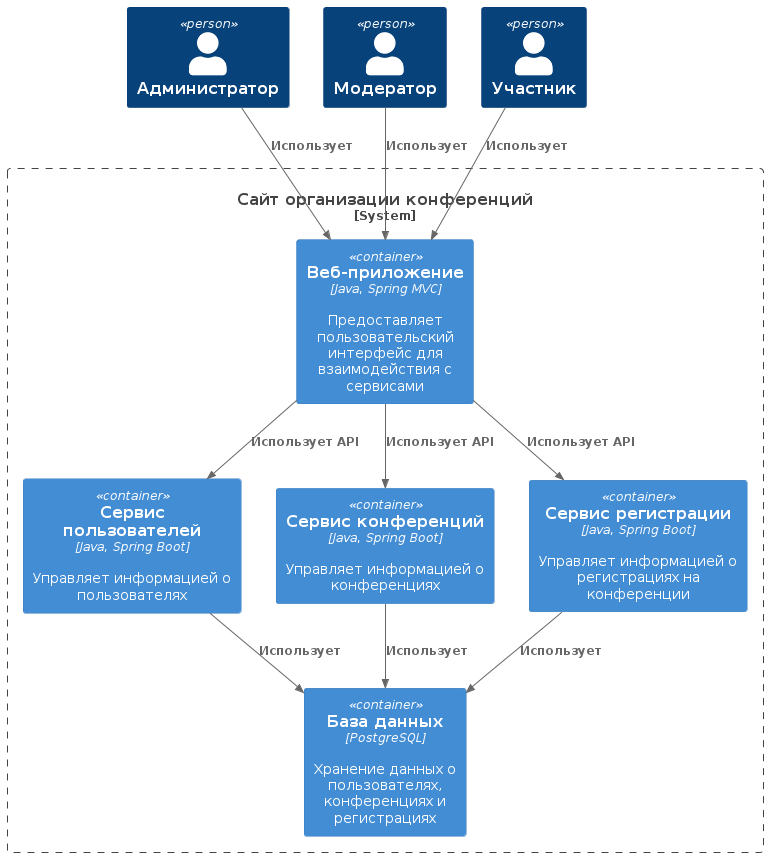 «person»
Администратор
«person»
Модератор
«person»
Участник
Использует
Использует
Использует
Сайт организации конференций
[System]
«container»
Веб-приложение
[Java, Spring MVC]
Предоставляет
пользовательский
интерфейс для
взаимодействия с
сервисами
Использует API
Использует API
Использует API
«container»
Сервис
пользователей
[Java, Spring Boot]
Управляет информацией о
пользователях
«container»
Сервис конференций
[Java, Spring Boot]
Управляет информацией о
конференциях
«container»
Сервис регистрации
[Java, Spring Boot]
Управляет информацией о
регистрациях на
конференции
Использует
Использует
Использует
«container»
База данных
[PostgreSQL]
Хранение данных о
пользователях,
конференциях и
регистрациях